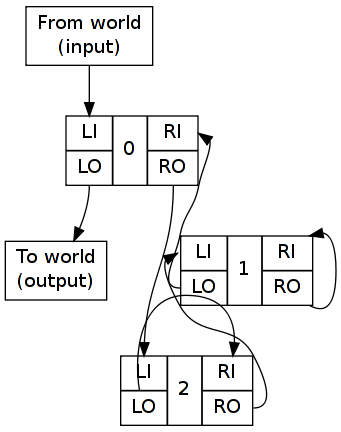 From world
(input)
LI
RI
0
LO
RO
LI
RI
To world
(output)
1
LO
RO
LI
RI
2
LO
RO